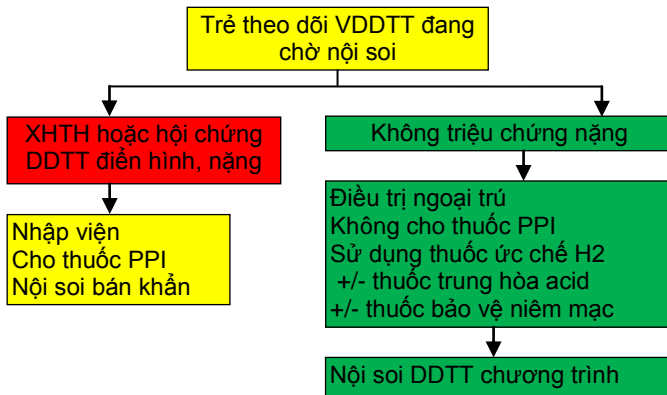 Trẻ theo dõi VDDTT đang
chờ nội soi
XHTH hoặc hội chứng
DDTT điển hình, nặng
Nhập viện
Cho thuốc PPI
Nội soi bán khẩn
Không triệu chứng nặng
Điều trị ngoại trú
Không cho thuốc PPI
Sử dụng thuốc ức chế H2
+/- thuốc trung hòa acid
+/- thuốc bảo vệ niêm mạc
Nội soi DDTT chương trình